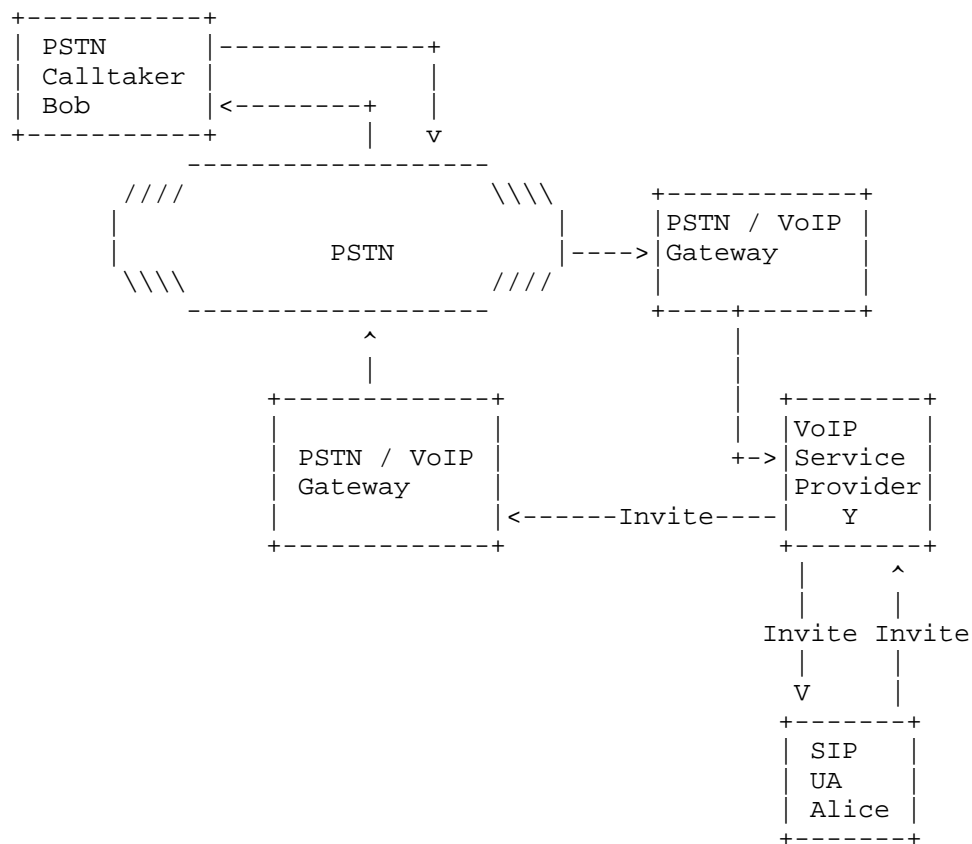 PSTN
Calltaker
Bob
PSTN
PSTN / VoIP
Gateway
PSTN / VoIP
Gateway
VoIP
Service
Provider
Y
Invite
Invite Invite
SIP
UA
Alice